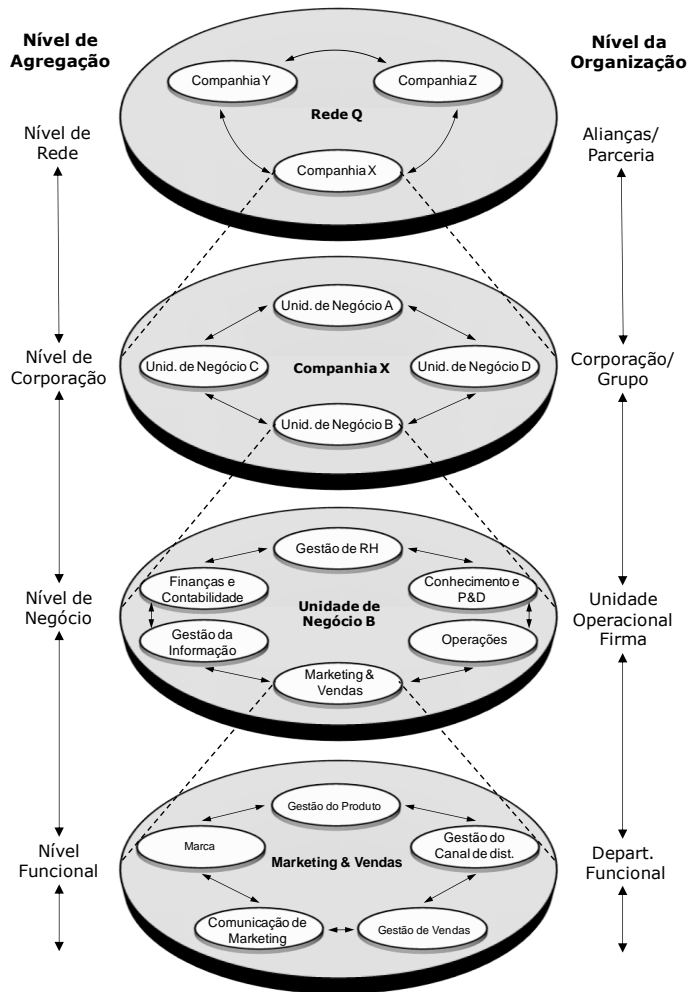 Nível de
Agregação
Nível da
Organização
Companhia Y
Companhia Z
Rede Q
Companhia X
Nível de
Rede
Alianças/
Parceria
Unid. de Negócio A
Unid. de Negócio C
Companhia X
Unid. de Negócio D
Unid. de Negócio B
Nível de
Corporação
Corporação/
Grupo
Gestão de RH
Finanças e
Contabilidade
Conhecimento e
P&D
Unidade de
Negócio B
Gestão da
Informação
Operações
Marketing &
Vendas
Nível de
Negócio
Unidade
Operacional
Firma
Gestão do Produto
Marca
Gestão do
Canal de dist.
Marketing & Vendas
Comunicação de
Marketing
Gestão de Vendas
Nível
Funcional
Depart.
Funcional